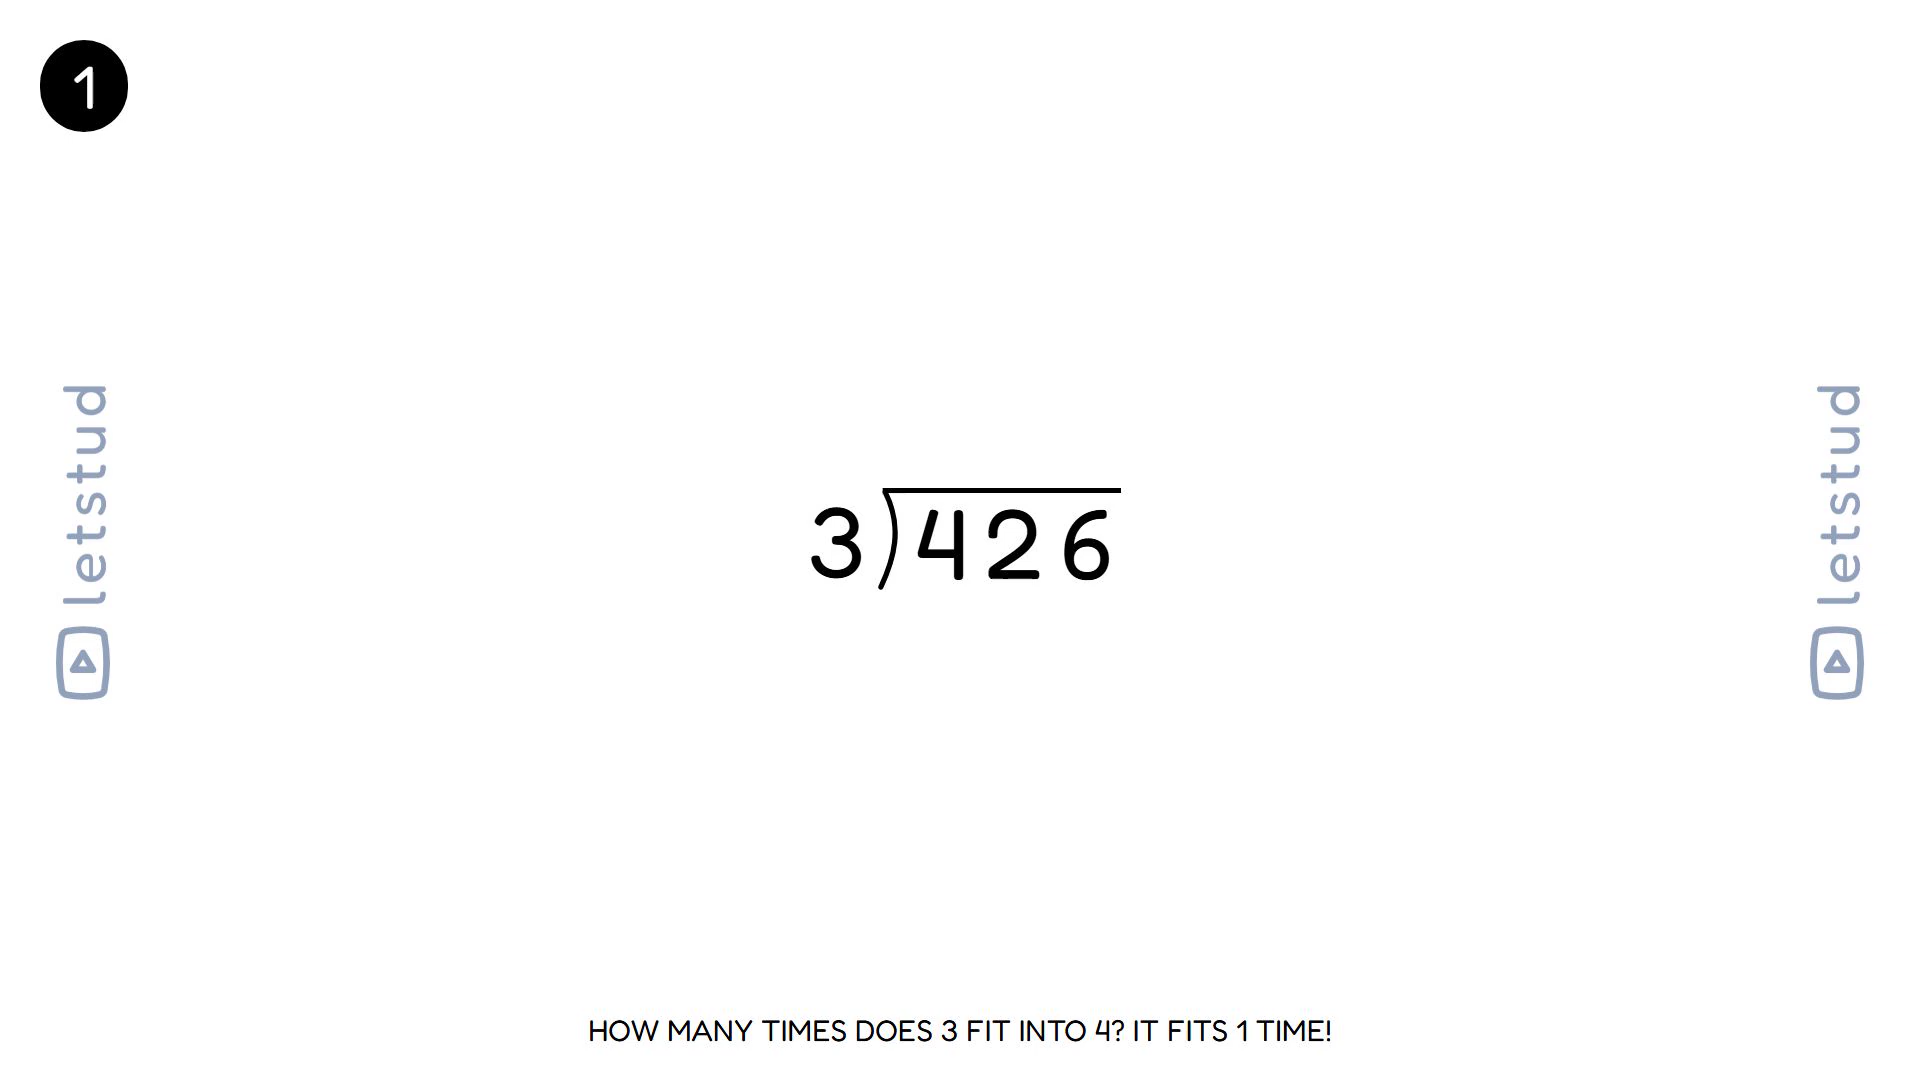 1
letstud
3)426
letstud
HOW MANY TIMES DOES 3 FIT INTO 4? IT FITS 1 TIME!